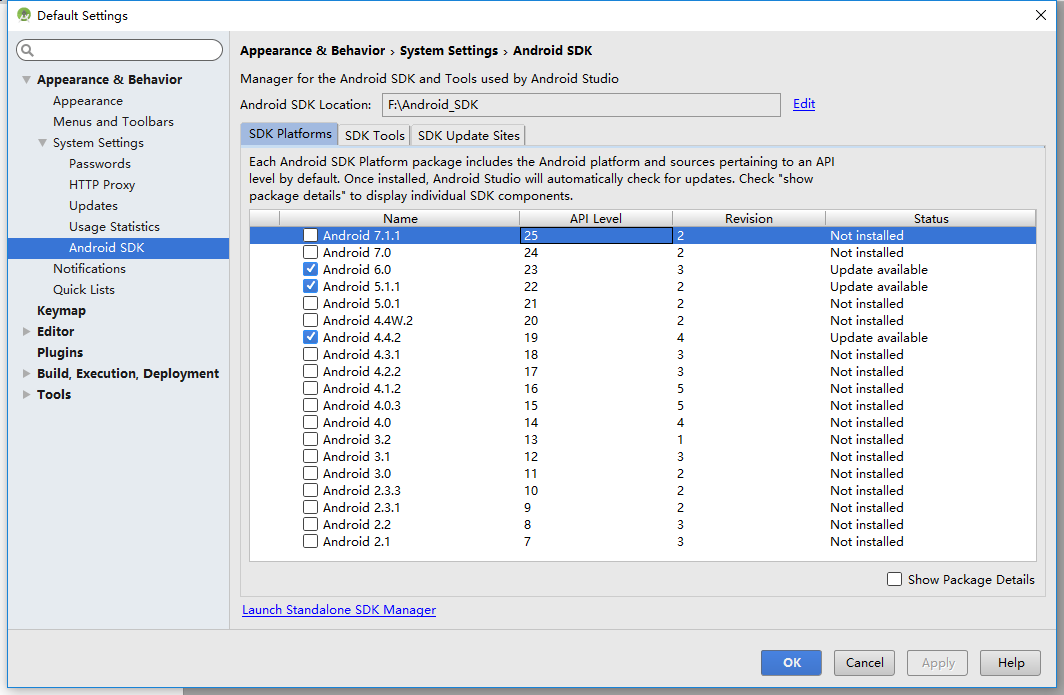 Default Settings
Appearance & Behavior
Appearance
Menus and Toolbars
System Settings
Passwords
HTTP Proxy
Updates
Usage Statistics
Android SDK
Notifications
Quick Lists
Keymap
Editor
Plugins
Build, Execution, Deployment
Tools
Appearance & Behavior › System Settings › Android SDK
Manager for the Android SDK and Tools used by Android Studio
Android SDK Location: F:\Android_SDK Edit
SDK Platforms SDK Tools SDK Update Sites
Each Android SDK Platform package includes the Android platform and sources pertaining to an API
level by default. Once installed, Android Studio will automatically check for updates. Check "show
package details" to display individual SDK components.
Name API Level Revision Status
Android 7.1.1 25 2 Not installed
Android 7.0 24 2 Not installed
Android 6.0 23 3 Update available
Android 5.1.1 22 2 Update available
Android 5.0.1 21 2 Not installed
Android 4.4W.2 20 2 Not installed
Android 4.4.2 19 4 Update available
Android 4.3.1 18 3 Not installed
Android 4.2.2 17 3 Not installed
Android 4.1.2 16 5 Not installed
Android 4.0.3 15 5 Not installed
Android 4.0 14 4 Not installed
Android 3.2 13 1 Not installed
Android 3.1 12 3 Not installed
Android 3.0 11 2 Not installed
Android 2.3.3 10 2 Not installed
Android 2.3.1 9 2 Not installed
Android 2.2 8 3 Not installed
Android 2.1 7 3 Not installed
Show Package Details
Launch Standalone SDK Manager
OK Cancel Apply Help